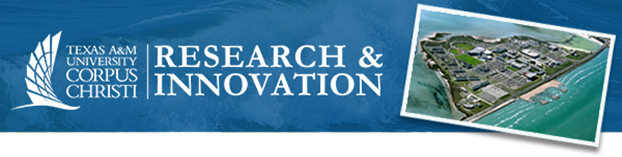 TEXAS A&M
UNIVERSITY
CORPUS
CHRISTI
RESEARCH &
INNOVATION